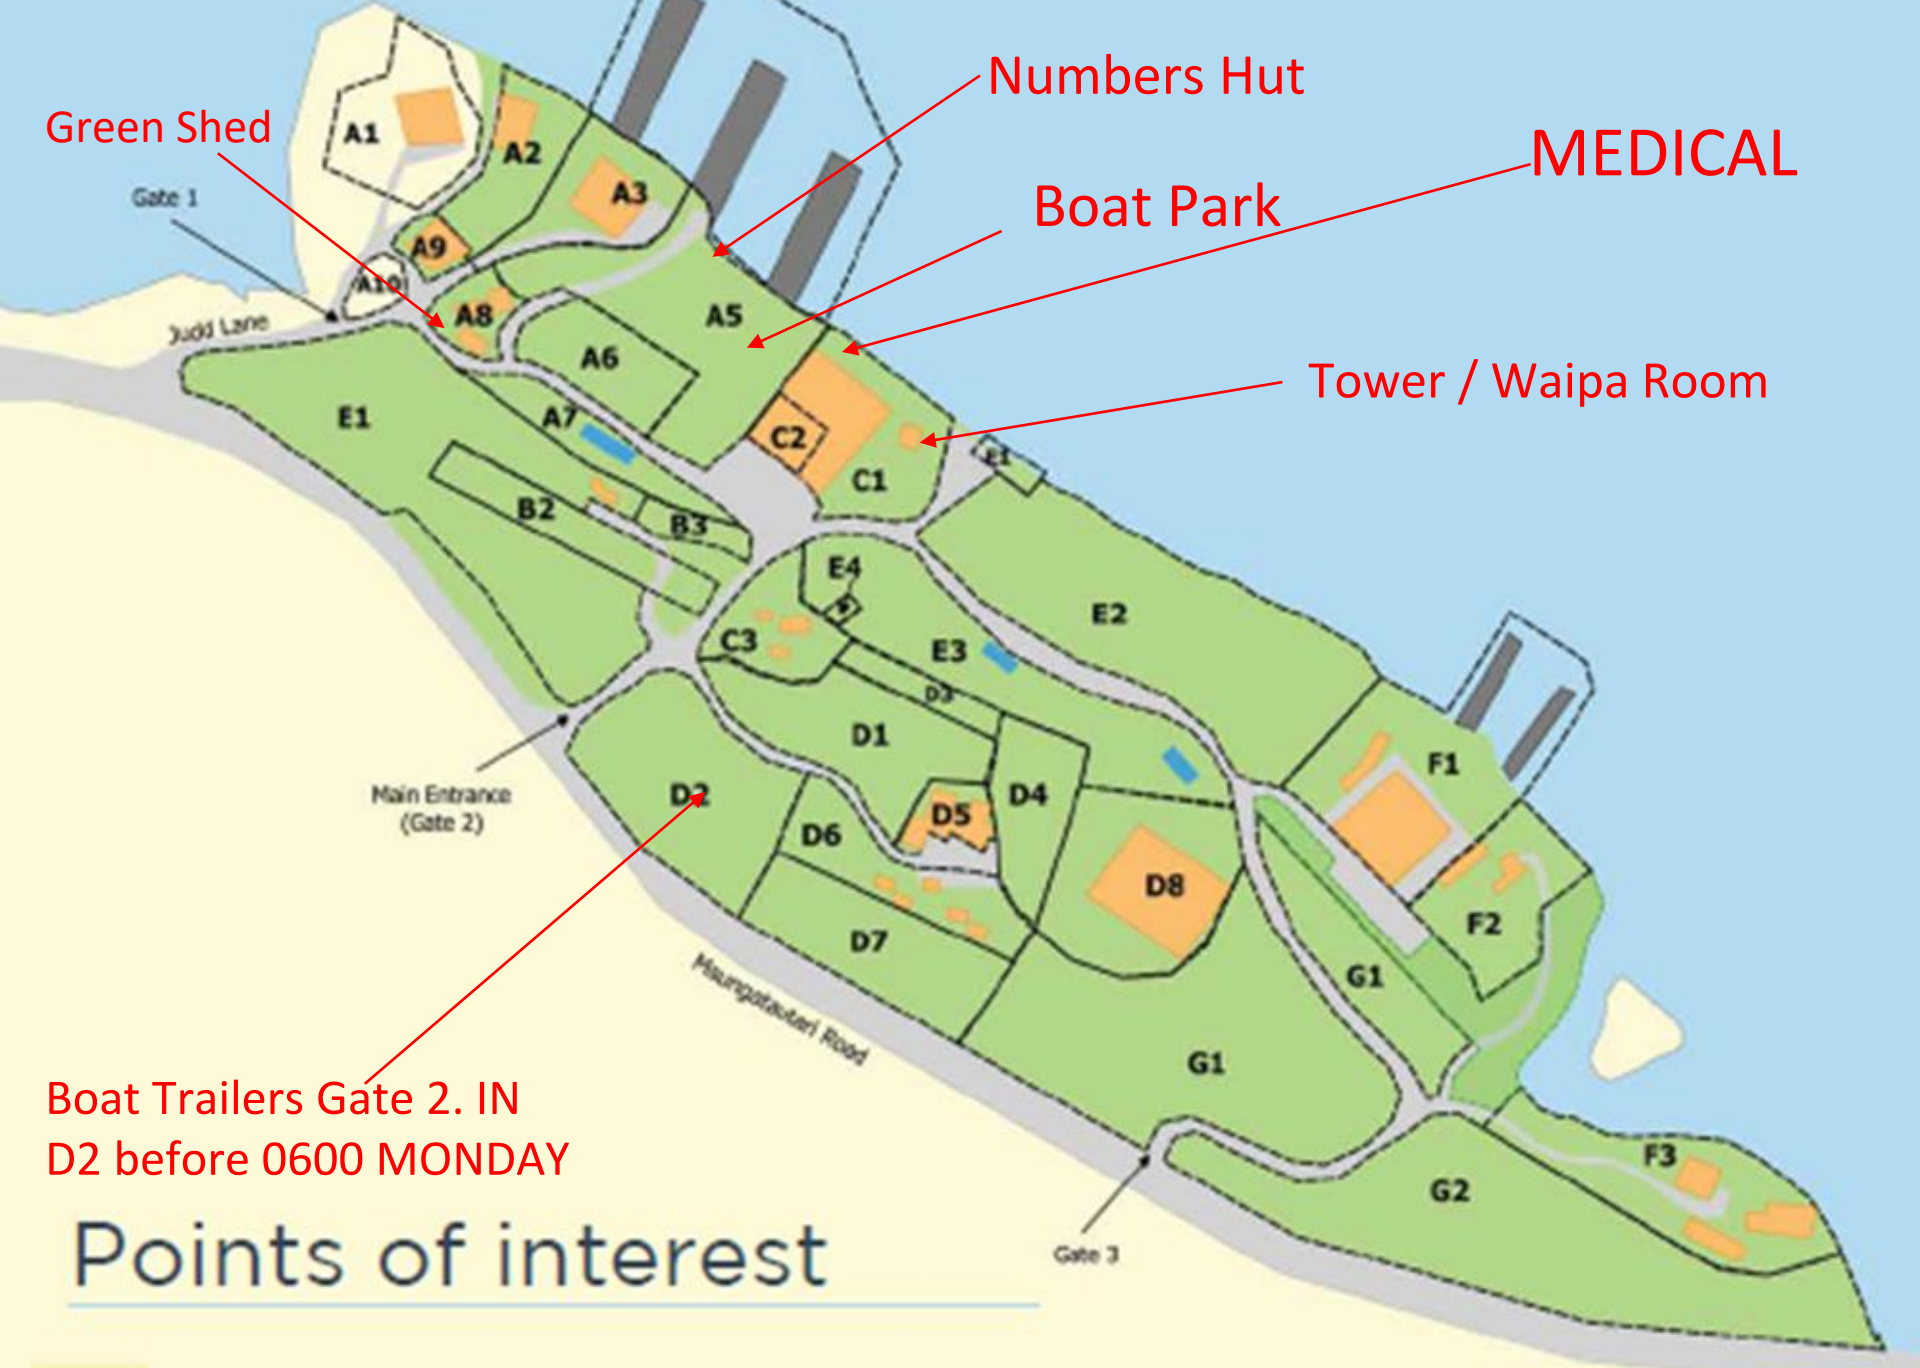 Numbers Hut
MEDICAL
Green Shed
Boat Park
Gate 1
A1
A2
A3
A9
A10
A8
A5
A6
A7
Judd Lane
Tower / Waipa Room
E1
C2
C1
E1
B2
B3
E4
E2
C3
E3
D3
D1
D2
D4
D5
D6
F1
Main Entrance
(Gate 2)
D8
D7
F2
G1
Maungatautari Road
G1
Boat Trailers Gate 2. IN
D2 before 0600 MONDAY
F3
G2
Gate 3
Points of interest